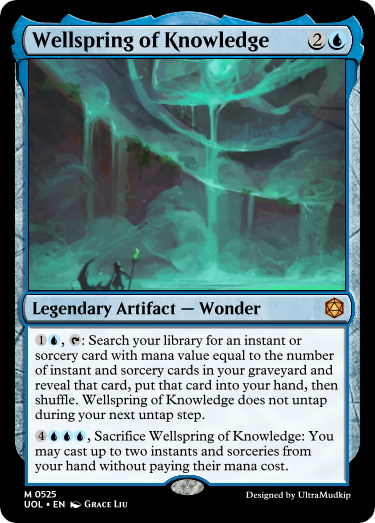 Wellspring of Knowledge 2
Legendary Artifact — Wonder
1, : Search your library for an instant or
sorcery card with mana value equal to the number
of instant and sorcery cards in your graveyard and
reveal that card, put that card into your hand, then
shuffle. Wellspring of Knowledge does not untap
during your next untap step.
4, Sacrifice Wellspring of Knowledge: You
may cast up to two instants and sorceries from
your hand without paying their mana cost.
M 0525
UOL • EN GRACE LIU
Designed by UltraMudkip